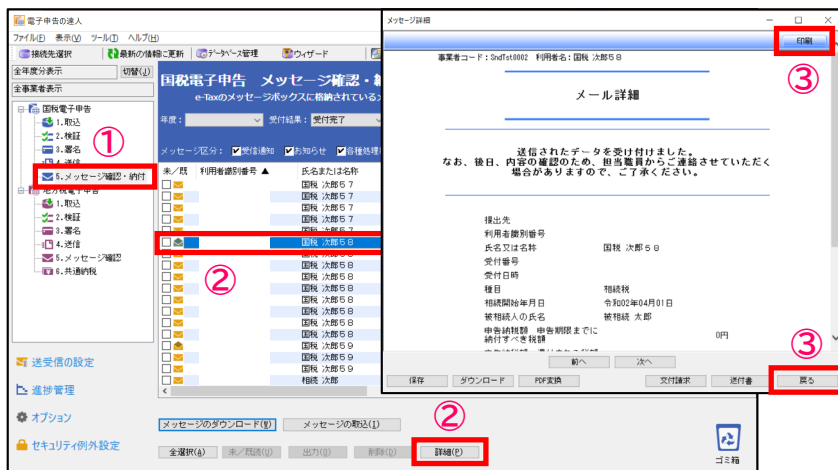 電子申告の達人
ファイル(F) 表示(V) ツール(T) ヘルプ(H)
接続先選択 最新の情報に更新 データベース管理 ウィザード
全年度分表示 切替(J)
全事業者表示
国税電子申告
1.取込
2.検証
3.署名
4.送信
5.メッセージ確認・納付
地方税電子申告
1.取込
2.検証
3.署名
4.送信
5.メッセージ確認
6.共通納税
①
送受信の設定
進捗管理
オプション
セキュリティ例外設定
国税電子申告 メッセージ確認・
e-Taxのメッセージボックスに格納されている
年度: 受付結果: 受付完了
メッセージ区分: 受信通知 お知らせ 各種処理
未/既 利用者識別番号 ▲ 氏名または名称
国税 次郎57
国税 次郎57
国税 次郎57
国税 次郎57
国税 次郎58
国税 次郎58
国税 次郎58
国税 次郎58
国税 次郎58
国税 次郎58
国税 次郎58
国税 次郎59
国税 次郎59
相続 次郎
②
メッセージのダウンロード(W) メッセージの取込(I)
②
全選択(A) 未/既読(U) 出力(O) 削除(D) 詳細(P)
ゴミ箱
メッセージ詳細
印刷
③
事業者コード:SndTst0002 利用者名:国税 次郎58
メール詳細
送信されたデータを受け付けました。
なお、後日、内容の確認のため、担当職員からご連絡させていただく
場合がありますので、ご了承ください。
提出先
利用者識別番号
氏名又は名称 国税 次郎58
受付番号
受付日時
種目 相続税
相続開始年月日 令和02年04月01日
被相続人の氏名 被相続 太郎
申告納税額 申告期限までに
納付すべき税額 0円
③
前へ 次へ
保存 ダウンロード PDF変換 交付請求 送付書 戻る